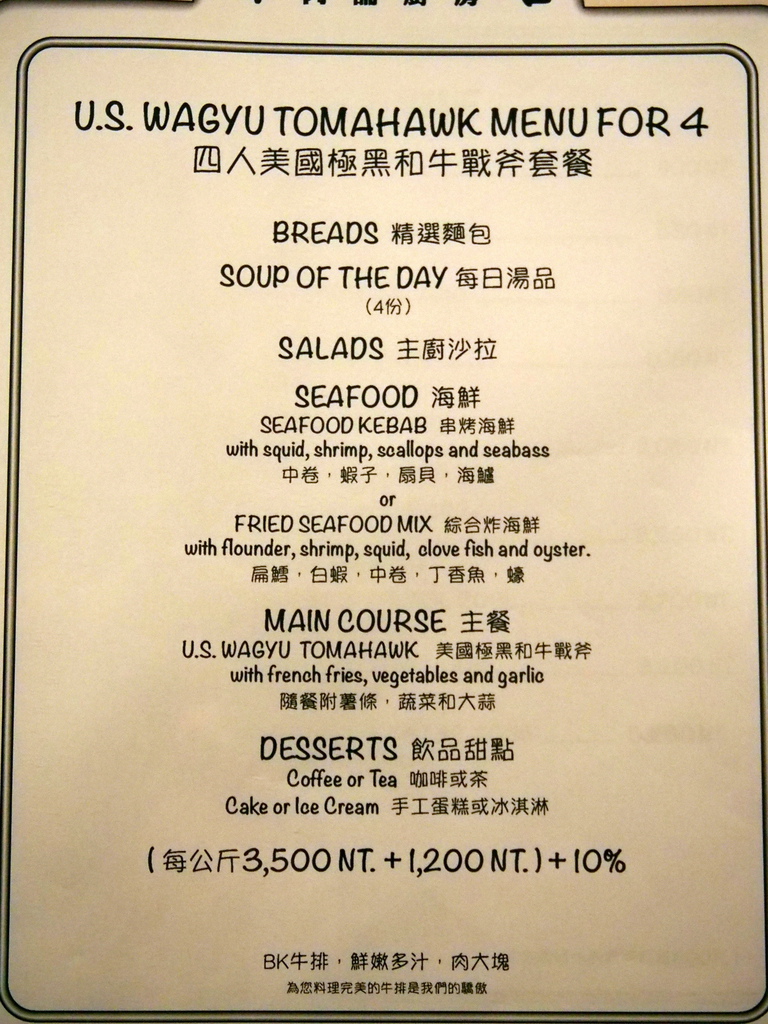 U.S. WAGYU TOMAHAWK MENU FOR 4
四人美國極黑和牛戰斧套餐
BREADS 精選麵包
SOUP OF THE DAY 每日湯品
(4份)
SALADS 主廚沙拉
SEAFOOD 海鮮
SEAFOOD KEBAB 串烤海鮮
with squid, shrimp, scallops and seabass
中卷，蝦子，扇貝，海鱸
or
FRIED SEAFOOD MIX 綜合炸海鮮
with flounder, shrimp, squid, clove fish and oyster.
扁鱈，白蝦，中卷，丁香魚，蠔
MAIN COURSE 主餐
U.S. WAGYU TOMAHAWK 美國極黑和牛戰斧
with french fries, vegetables and garlic
隨餐附薯條，蔬菜和大蒜
DESSERTS 飲品甜點
Coffee or Tea 咖啡或茶
Cake or Ice Cream 手工蛋糕或冰淇淋
(每公斤3,500 NT. + 1,200 NT.) + 10%
BK牛排，鮮嫩多汁，肉大塊
為您料理完美的牛排是我們的驕傲